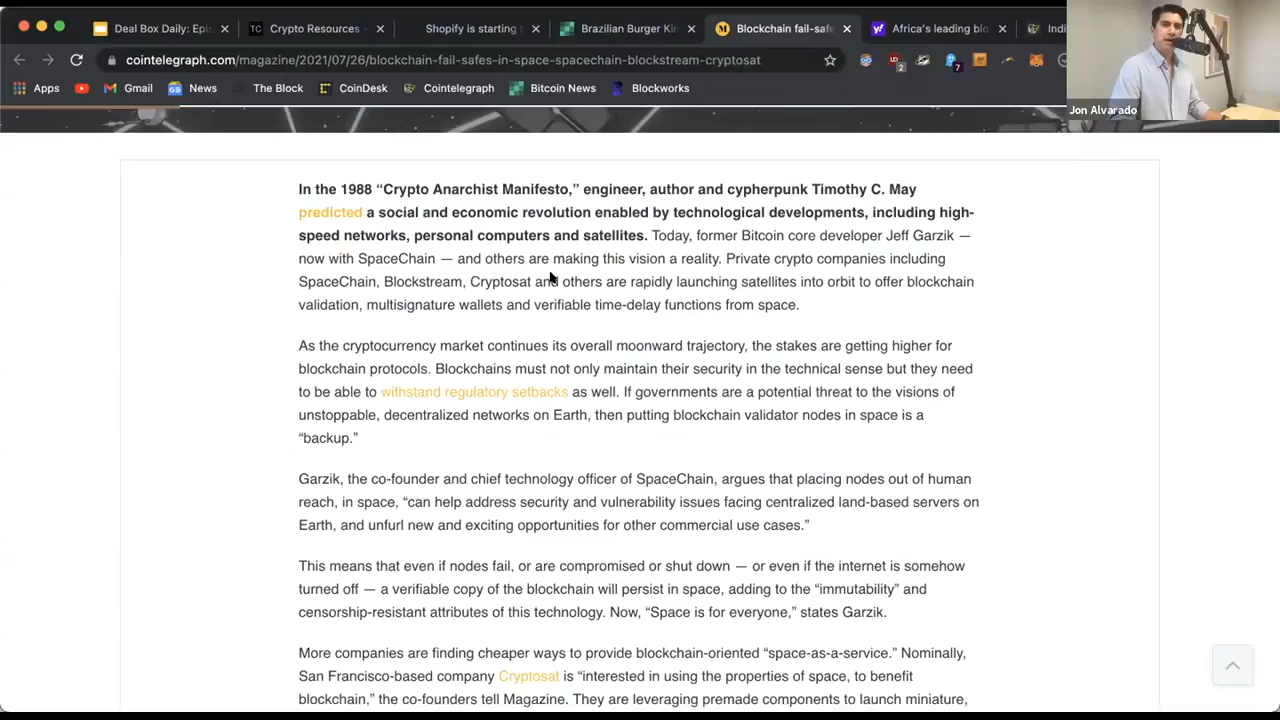 Deal Box Daily: Epi
Crypto Resources
Shopify is starting
Brazilian Burger Kin
Blockchain fail-safe
Africa's leading blo
Indi
cointelegraph.com/magazine/2021/07/26/blockchain-fail-safes-in-space-spacechain-blockstream-cryptosat
2
7
Apps
Gmail
News
The Block
CoinDesk
Cointelegraph
Bitcoin News
Blockworks
Jon Alvarado
In the 1988 “Crypto Anarchist Manifesto,” engineer, author and cypherpunk Timothy C. May
predicted a social and economic revolution enabled by technological developments, including high-
speed networks, personal computers and satellites. Today, former Bitcoin core developer Jeff Garzik —
now with SpaceChain — and others are making this vision a reality. Private crypto companies including
SpaceChain, Blockstream, Cryptosat and others are rapidly launching satellites into orbit to offer blockchain
validation, multisignature wallets and verifiable time-delay functions from space.
As the cryptocurrency market continues its overall moonward trajectory, the stakes are getting higher for
blockchain protocols. Blockchains must not only maintain their security in the technical sense but they need
to be able to withstand regulatory setbacks as well. If governments are a potential threat to the visions of
unstoppable, decentralized networks on Earth, then putting blockchain validator nodes in space is a
“backup.”
Garzik, the co-founder and chief technology officer of SpaceChain, argues that placing nodes out of human
reach, in space, “can help address security and vulnerability issues facing centralized land-based servers on
Earth, and unfurl new and exciting opportunities for other commercial use cases.”
This means that even if nodes fail, or are compromised or shut down — or even if the internet is somehow
turned off — a verifiable copy of the blockchain will persist in space, adding to the “immutability” and
censorship-resistant attributes of this technology. Now, “Space is for everyone,” states Garzik.
More companies are finding cheaper ways to provide blockchain-oriented “space-as-a-service.” Nominally,
San Francisco-based company Cryptosat is “interested in using the properties of space, to benefit
blockchain,” the co-founders tell Magazine. They are leveraging premade components to launch miniature,